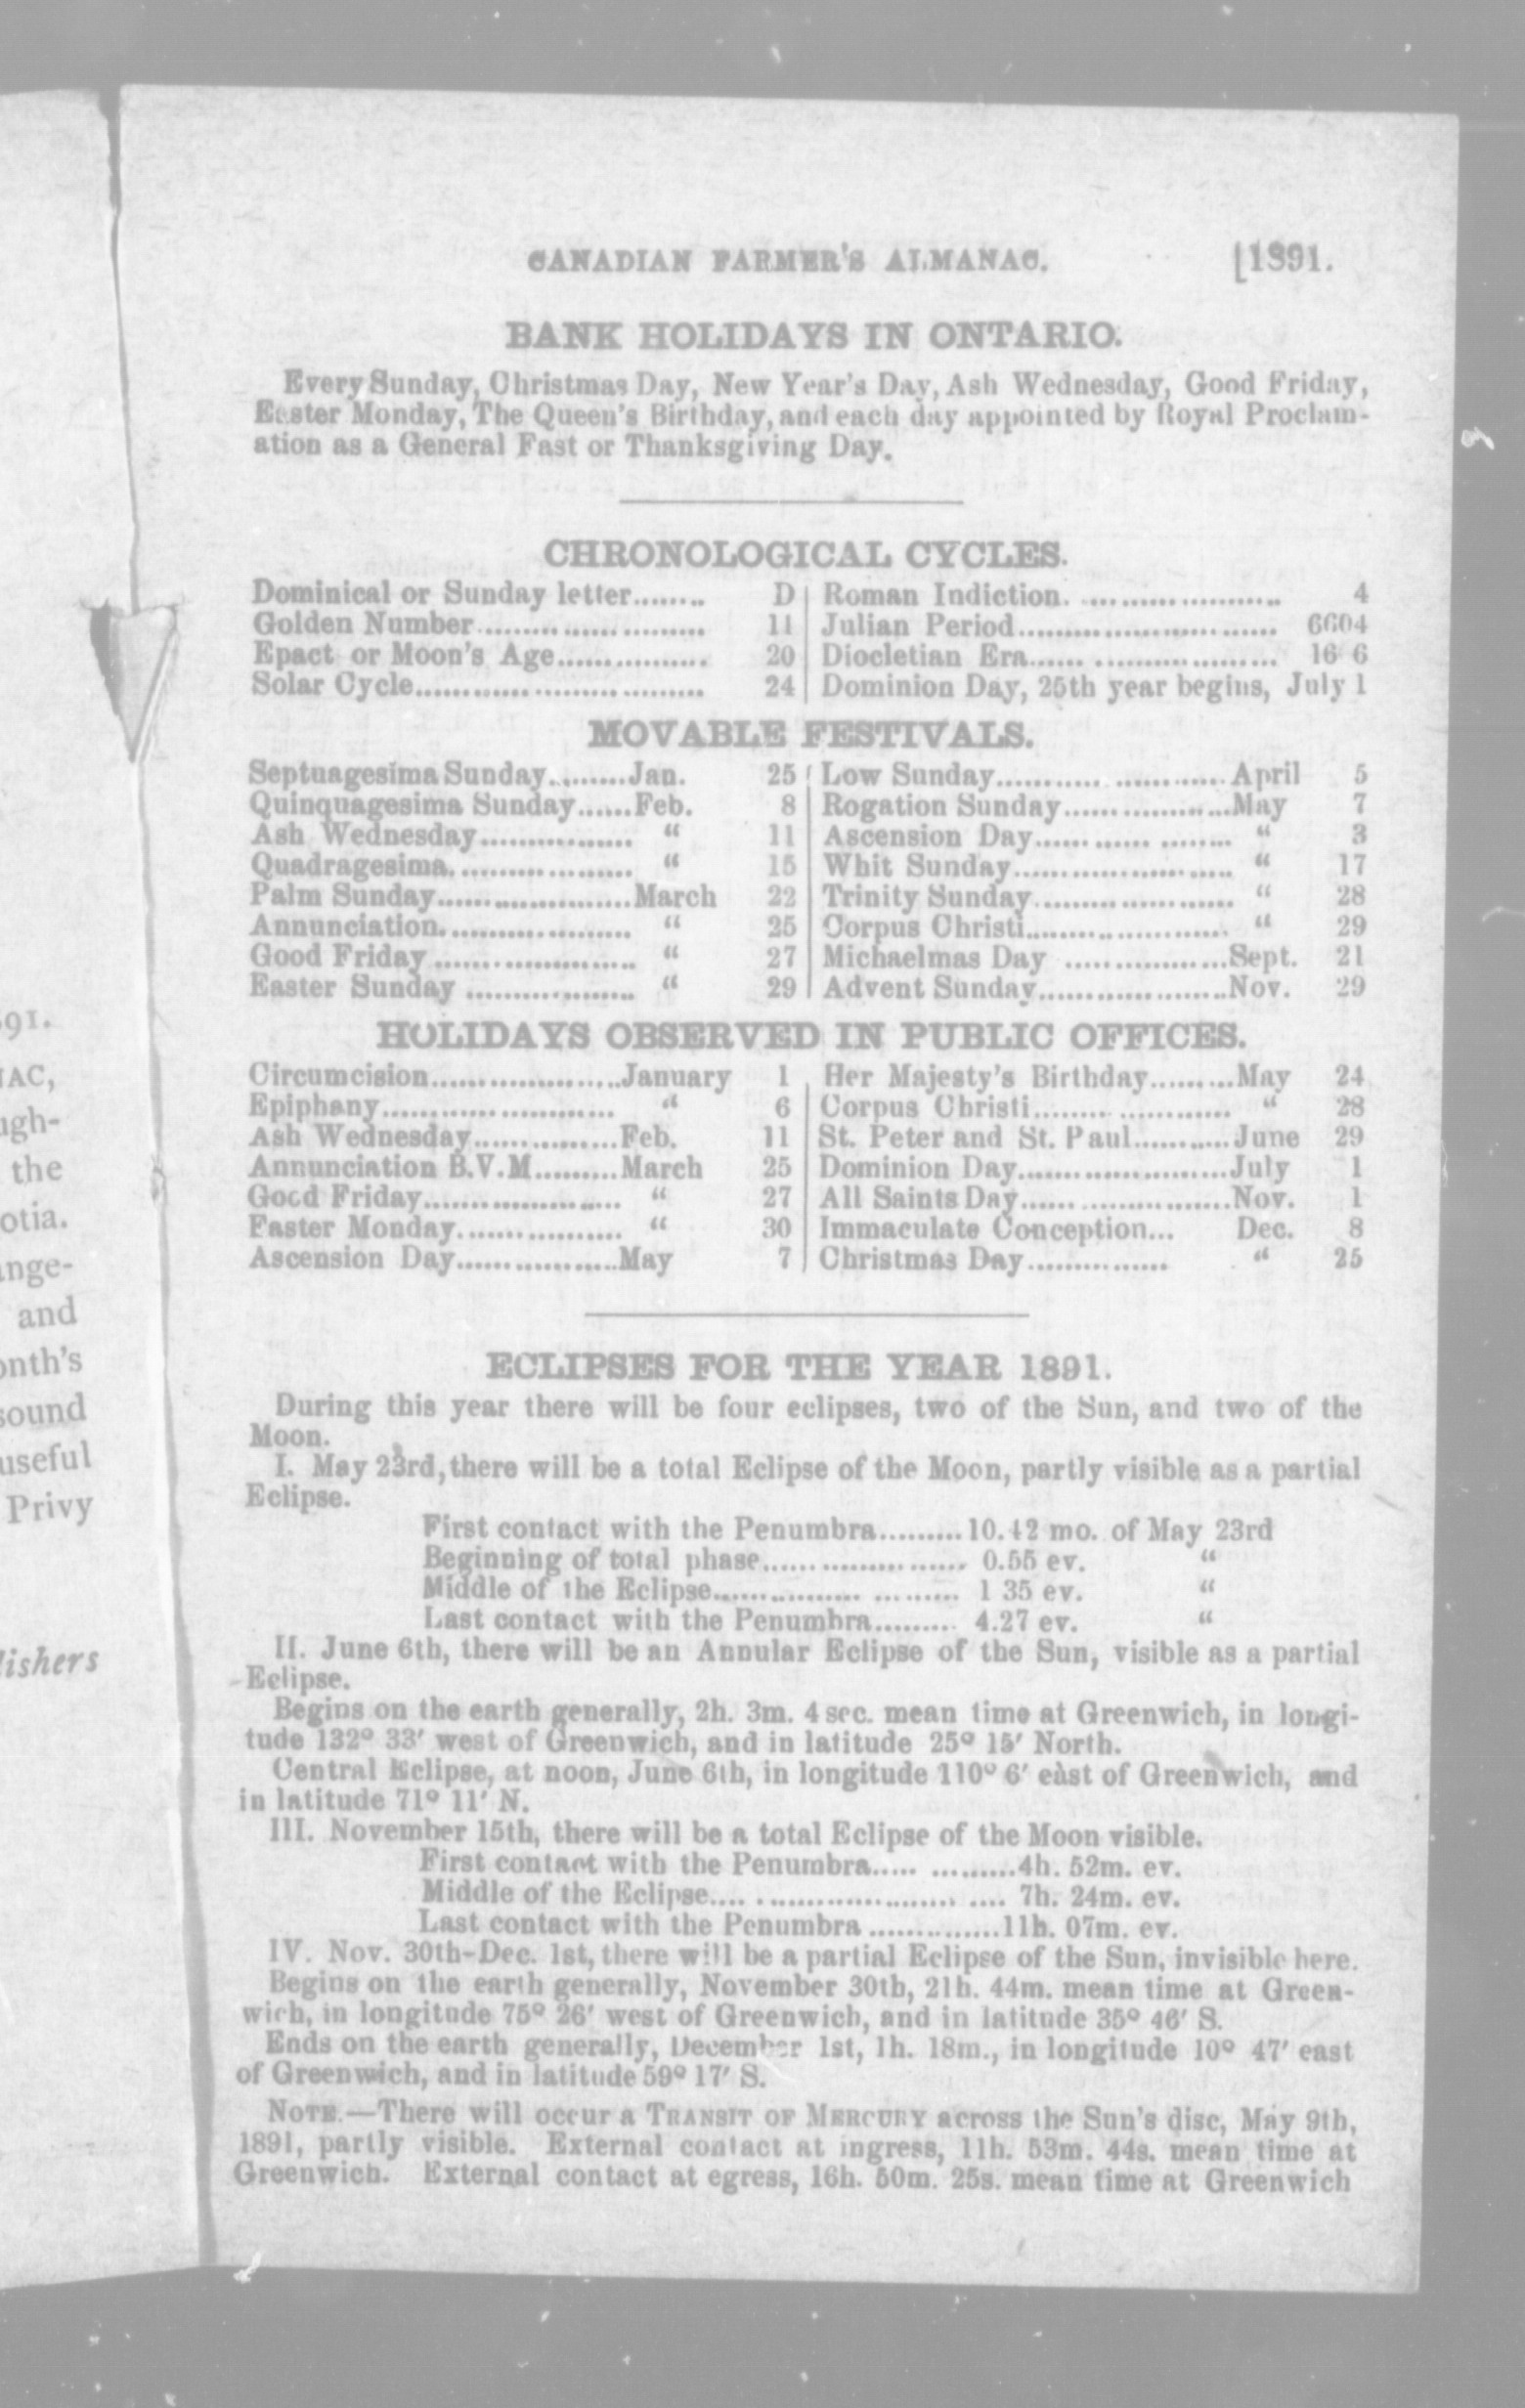 CANADIAN FARMER'S ALMANAC. [1891.
BANK HOLIDAYS IN ONTARIO.
Every Sunday, Christmas Day, New Year's Day, Ash Wednesday, Good Friday,
Easter Monday, The Queen's Birthday, and each day appointed by Royal Proclam-
ation as a General Fast or Thanksgiving Day.
CHRONOLOGICAL CYCLES.
Dominical or Sunday letter........ D
Golden Number........................ 11
Epact or Moon's Age................ 20
Solar Cycle............................... 24
Roman Indiction....................... 4
Julian Period............................ 6604
Diocletian Era........................... 16 6
Dominion Day, 25th year begins, July 1
MOVABLE FESTIVALS.
Septuagesima Sunday.........Jan. 25
Quinquagesima Sunday......Feb. 8
Ash Wednesday................ " 11
Quadragesima.................... " 15
Palm Sunday.....................March 22
Annunciation..................... " 25
Good Friday...................... " 27
Easter Sunday.................. " 29
Low Sunday........................April 5
Rogation Sunday..................May 7
Ascension Day..................... " 3
Whit Sunday........................ " 17
Trinity Sunday...................... " 28
Corpus Christi...................... " 29
Michaelmas Day .................Sept. 21
Advent Sunday....................Nov. 29
HOLIDAYS OBSERVED IN PUBLIC OFFICES.
Circumcision....................January 1
Epiphany......................... " 6
Ash Wednesday................Feb. 11
Annunciation B.V.M.........March 25
Good Friday..................... " 27
Easter Monday.................. " 30
Ascension Day..................May 7
Her Majesty's Birthday.........May 24
Corpus Christi..................... " 28
St. Peter and St. Paul...........June 29
Dominion Day.......................July 1
All Saints Day.......................Nov. 1
Immaculate Conception... Dec. 8
Christmas Day............... " 25
ECLIPSES FOR THE YEAR 1891.
During this year there will be four eclipses, two of the Sun, and two of the
Moon.
I. May 23rd, there will be a total Eclipse of the Moon, partly visible as a partial
Eclipse.
First contact with the Penumbra.........10.42 mo. of May 23rd
Beginning of total phase...................... 0.55 ev. "
Middle of the Eclipse......................... 1 35 ev. "
Last contact with the Penumbra......... 4.27 ev. "
II. June 6th, there will be an Annular Eclipse of the Sun, visible as a partial
Eclipse.
Begins on the earth generally, 2h. 3m. 4 sec. mean time at Greenwich, in longi-
tude 132° 33′ west of Greenwich, and in latitude 25° 15′ North.
Central Eclipse, at noon, June 6th, in longitude 110° 6′ east of Greenwich, and
in latitude 71° 11′ N.
III. November 15th, there will be a total Eclipse of the Moon visible.
First contact with the Penumbra..............4h. 52m. ev.
Middle of the Eclipse............................. 7h. 24m. ev.
Last contact with the Penumbra..............11h. 07m. ev.
IV. Nov. 30th-Dec. 1st, there will be a partial Eclipse of the Sun, invisible here.
Begins on the earth generally, November 30th, 21h. 44m. mean time at Green-
wich, in longitude 75° 26′ west of Greenwich, and in latitude 35° 46′ S.
Ends on the earth generally, December 1st, 1h. 18m., in longitude 10° 47′ east
of Greenwich, and in latitude 59° 17′ S.
NOTE.—There will occur a TRANSIT OF MERCURY across the Sun's disc, May 9th,
1891, partly visible. External contact at ingress, 11h. 53m. 44s. mean time at
Greenwich. External contact at egress, 16h. 50m. 25s. mean time at Greenwich
91.
AC,
ugh-
the
otia.
ange-
and
onth's
sound
useful
Privy
lishers